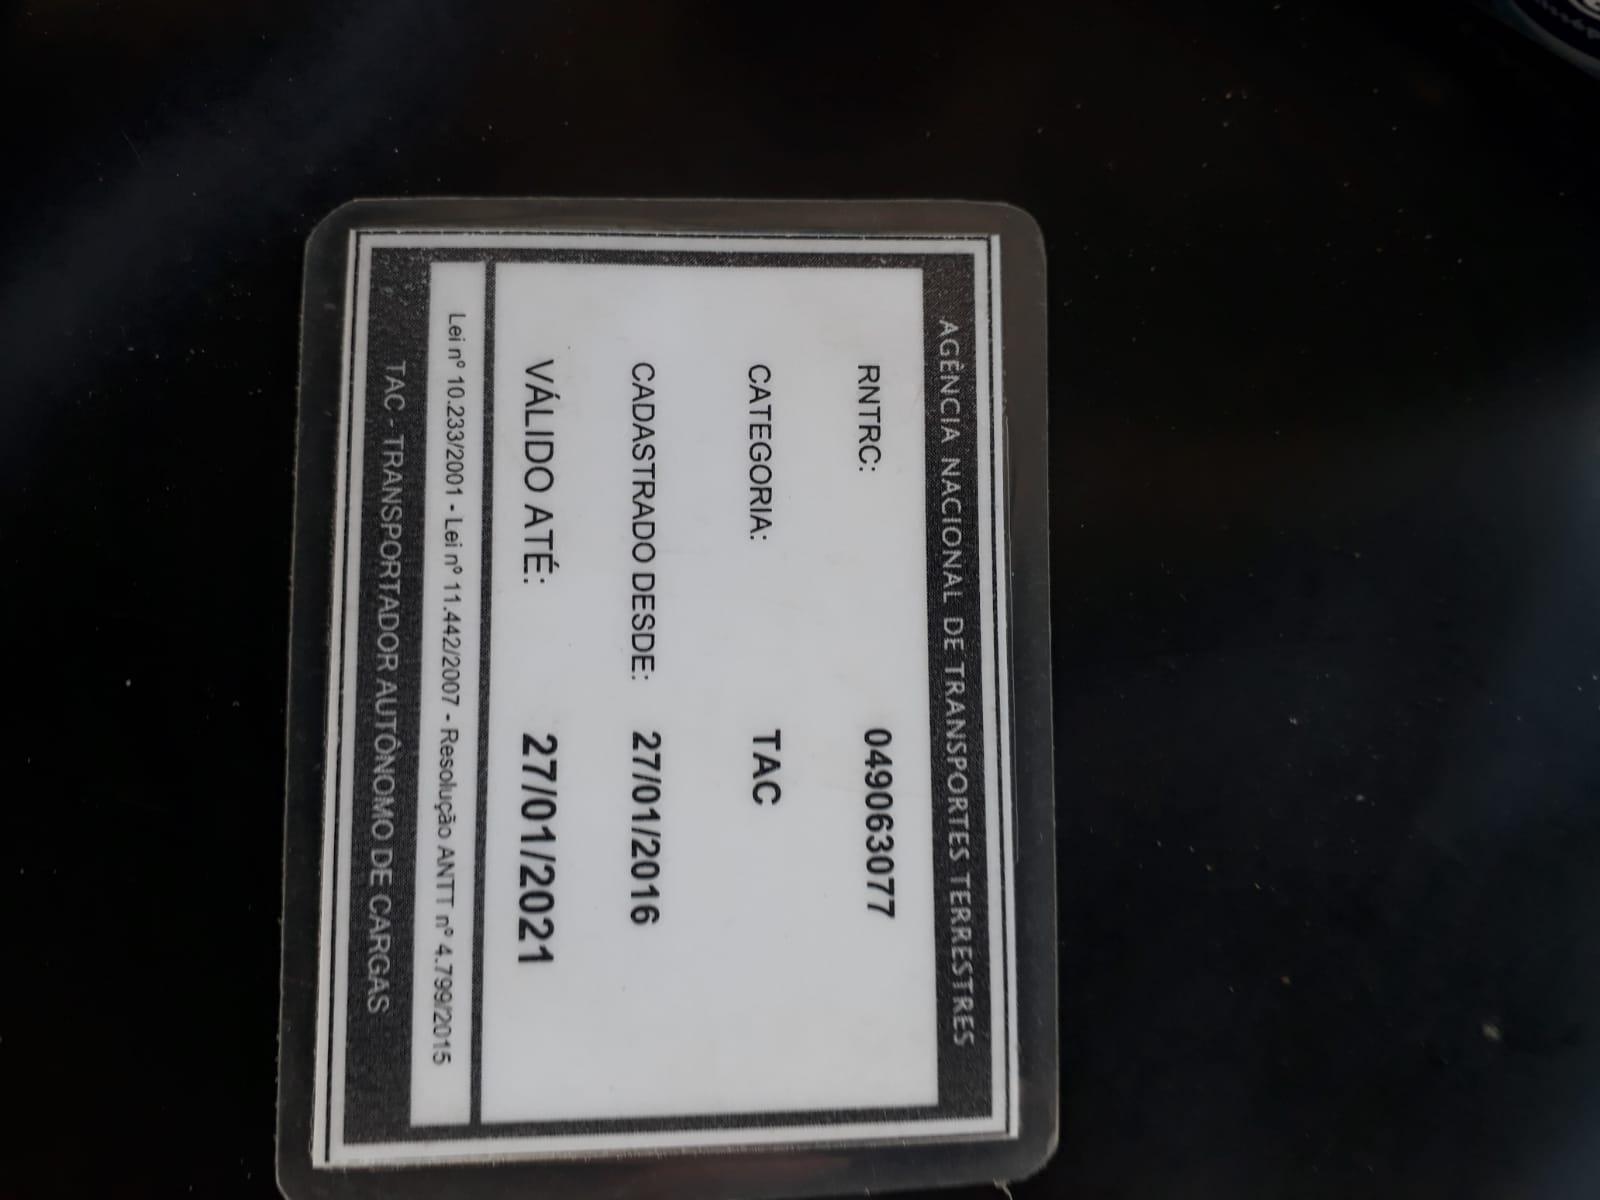 AGÊNCIA NACIONAL DE TRANSPORTES TERRESTRES
RNTRC: 049063077
CATEGORIA: TAC
CADASTRADO DESDE: 27/01/2016
VÁLIDO ATÉ: 27/01/2021
Lei nº 10.233/2001 - Lei nº 11.442/2007 - Resolução ANTT nº 4.799/2015
TAC - TRANSPORTADOR AUTÔNOMO DE CARGAS